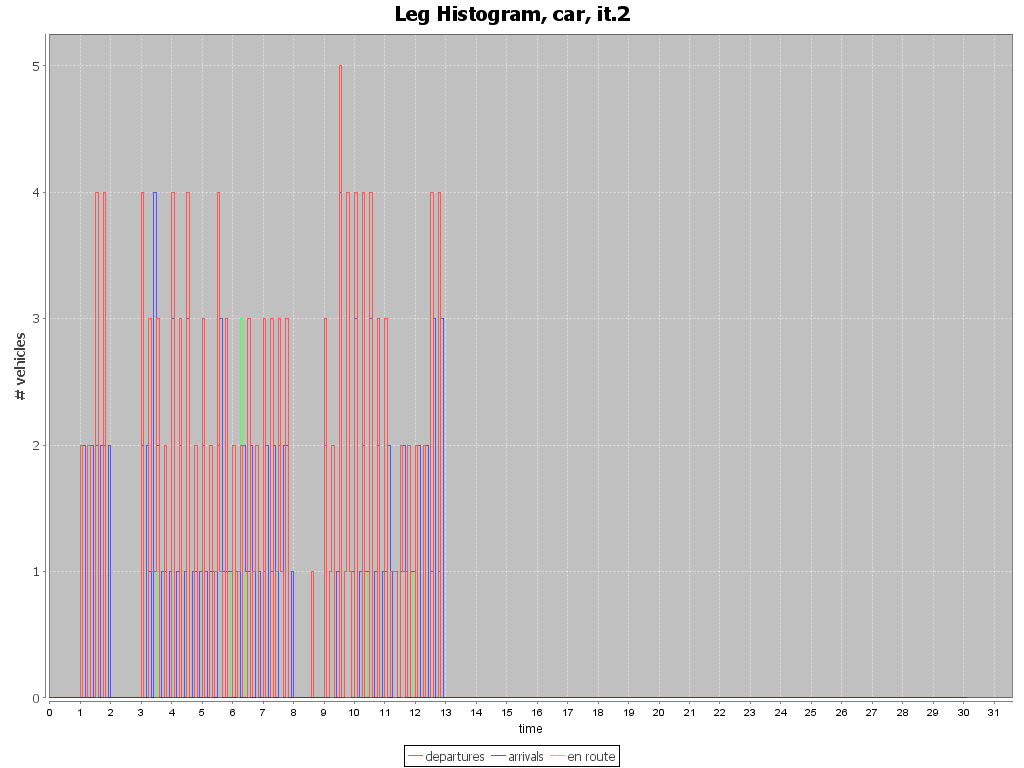 Leg Histogram, car, it.2
# vehicles
5
4
3
2
1
0
0 1 2 3 4 5 6 7 8 9 10 11 12 13 14 15 16 17 18 19 20 21 22 23 24 25 26 27 28 29 30 31
time
departures arrivals en route